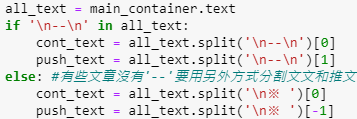 all_text = main_container.text
if '\n--\n' in all_text:
    cont_text = all_text.split('\n--\n')[0]
    push_text = all_text.split('\n--\n')[1]
else: #有些文章沒有'--'要用另外方式分割文文和推文
    cont_text = all_text.split('\n※ ')[0]
    push_text = all_text.split('\n※ ')[-1]